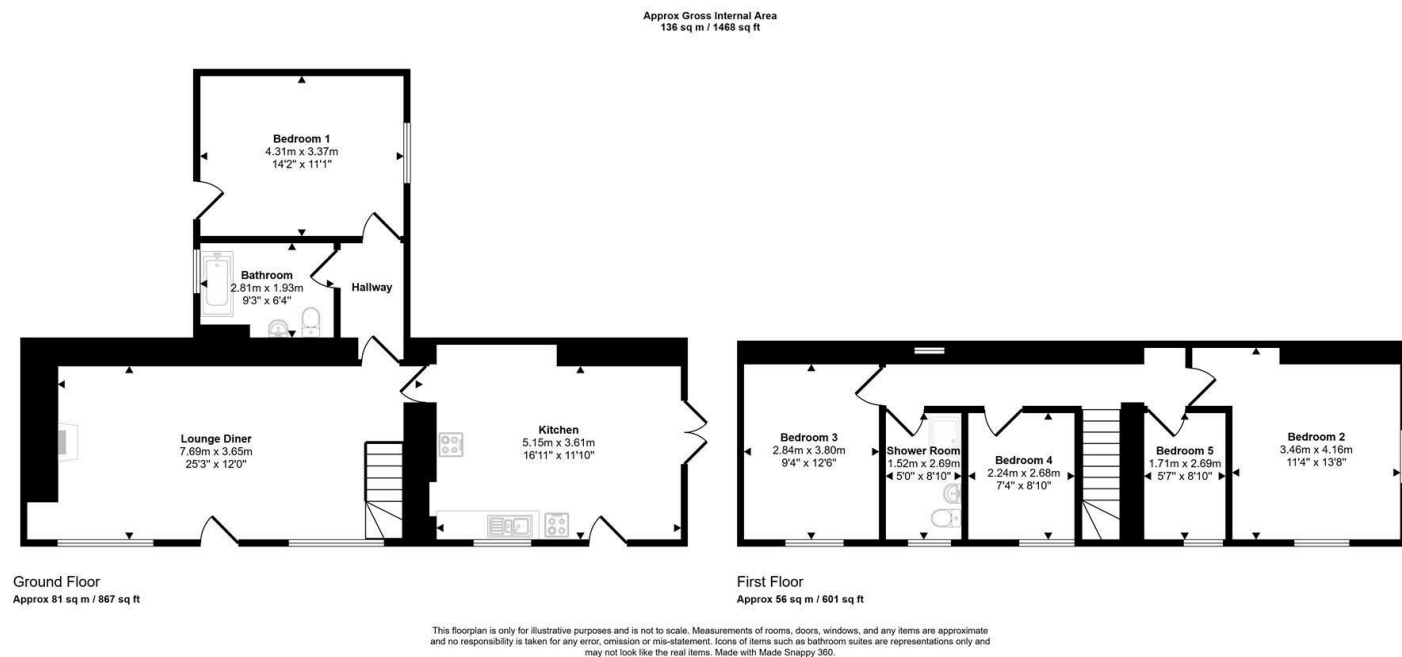 Approx Gross Internal Area
136 sq m / 1468 sq ft
Bedroom 1
4.31m x 3.37m
14'2" x 11'1"
Bathroom
2.81m x 1.93m
9'3" x 6'4"
Hallway
Lounge Diner
7.69m x 3.65m
25'3" x 12'0"
Kitchen
5.15m x 3.61m
16'11" x 11'10"
Ground Floor
Approx 81 sq m / 867 sq ft
Bedroom 3
2.84m x 3.80m
9'4" x 12'6"
Shower Room
1.52m x 2.69m
5'0" x 8'10"
Bedroom 4
2.24m x 2.68m
7'4" x 8'10"
Bedroom 5
1.71m x 2.69m
5'7" x 8'10"
Bedroom 2
3.46m x 4.16m
11'4" x 13'8"
First Floor
Approx 56 sq m / 601 sq ft
This floorplan is only for illustrative purposes and is not to scale. Measurements of rooms, doors, windows, and any items are approximate
and no responsibility is taken for any error, omission or mis-statement. Icons of items such as bathroom suites are representations only and
may not look like the real items. Made with Made Snappy 360.